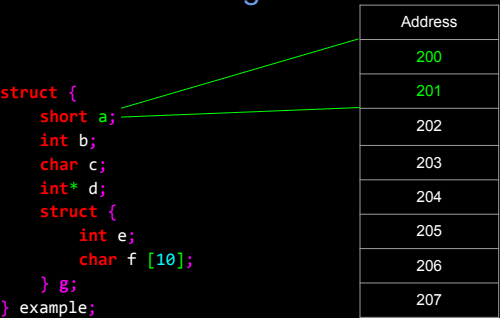 struct {
short a;
int b;
char c;
int* d;
struct {
int e;
char f [10];
} g;
} example;
Address
200
201
202
203
204
205
206
207